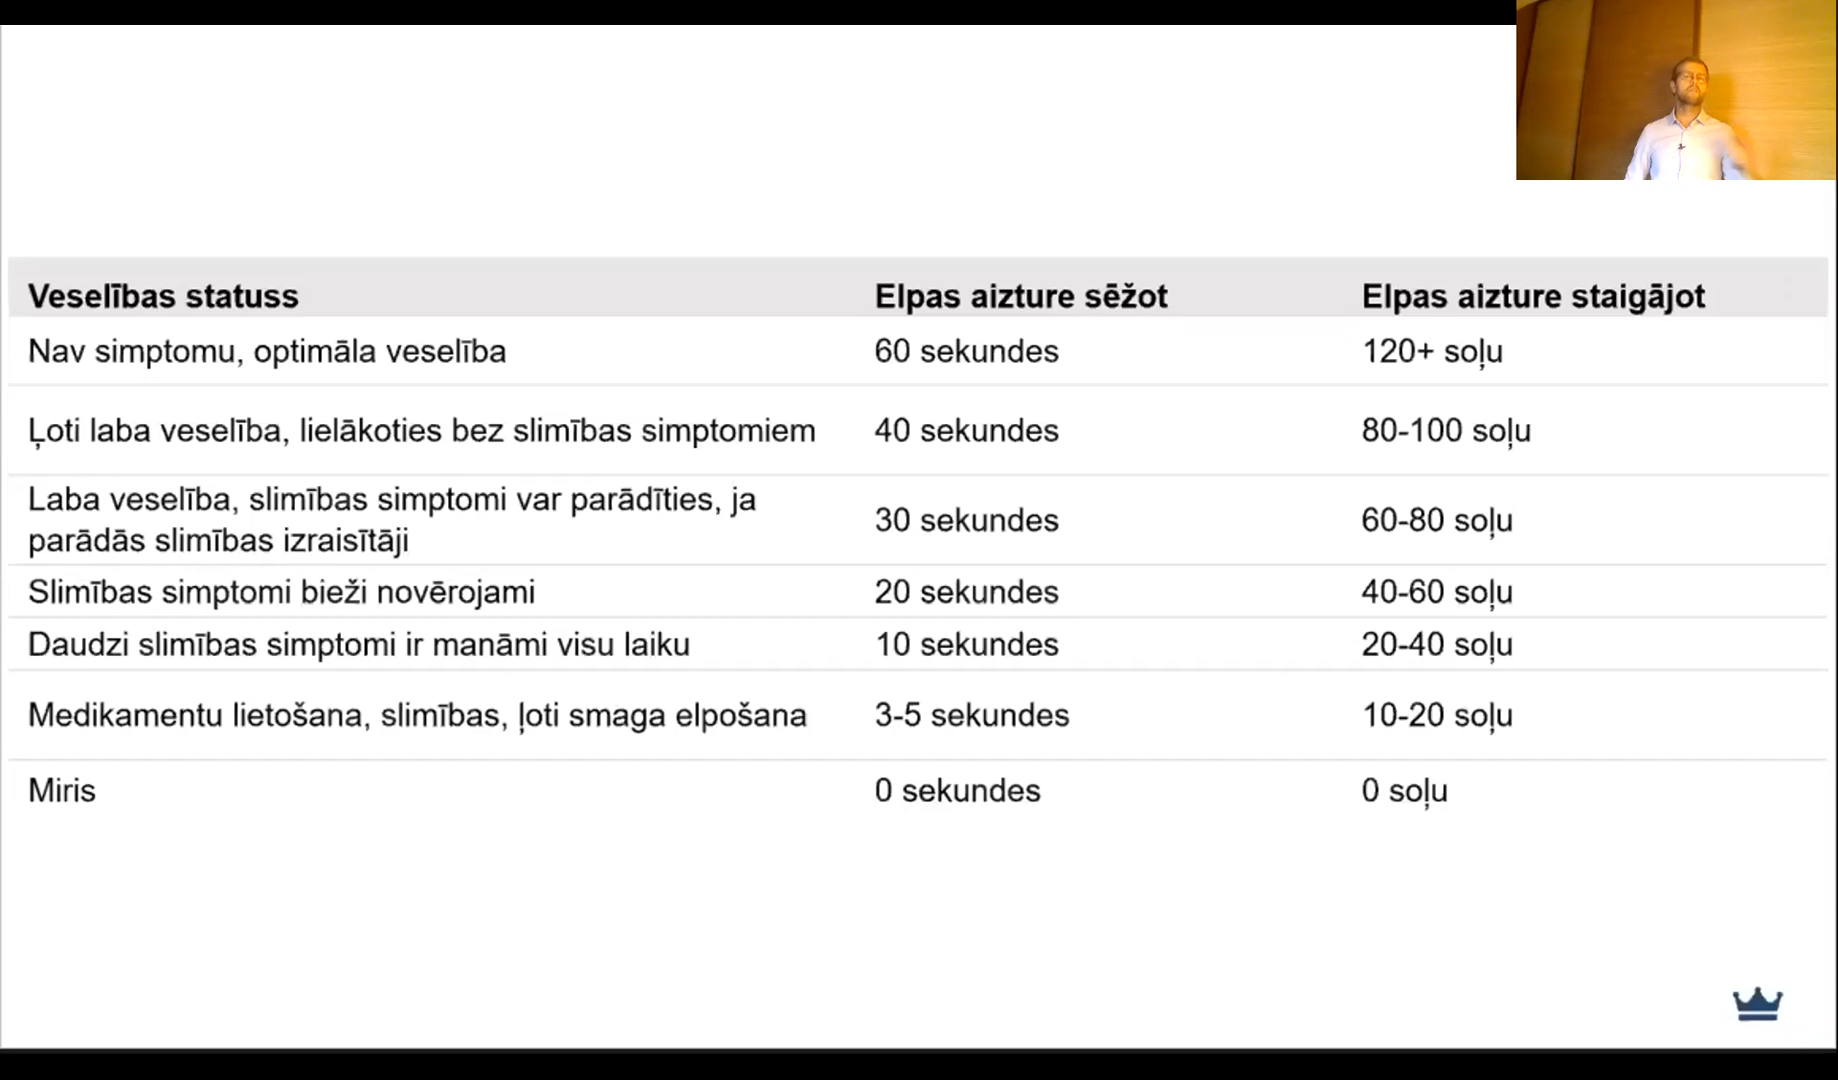 Veselības statuss Elpas aizture sēžot Elpas aizture staigājot
Nav simptomu, optimāla veselība 60 sekundes 120+ soļu
Ļoti laba veselība, lielākoties bez slimības simptomiem 40 sekundes 80-100 soļu
Laba veselība, slimības simptomi var parādīties, ja
parādās slimības izraisītāji 30 sekundes 60-80 soļu
Slimības simptomi bieži novērojami 20 sekundes 40-60 soļu
Daudzi slimības simptomi ir manāmi visu laiku 10 sekundes 20-40 soļu
Medikamentu lietošana, slimības, ļoti smaga elpošana 3-5 sekundes 10-20 soļu
Miris 0 sekundes 0 soļu